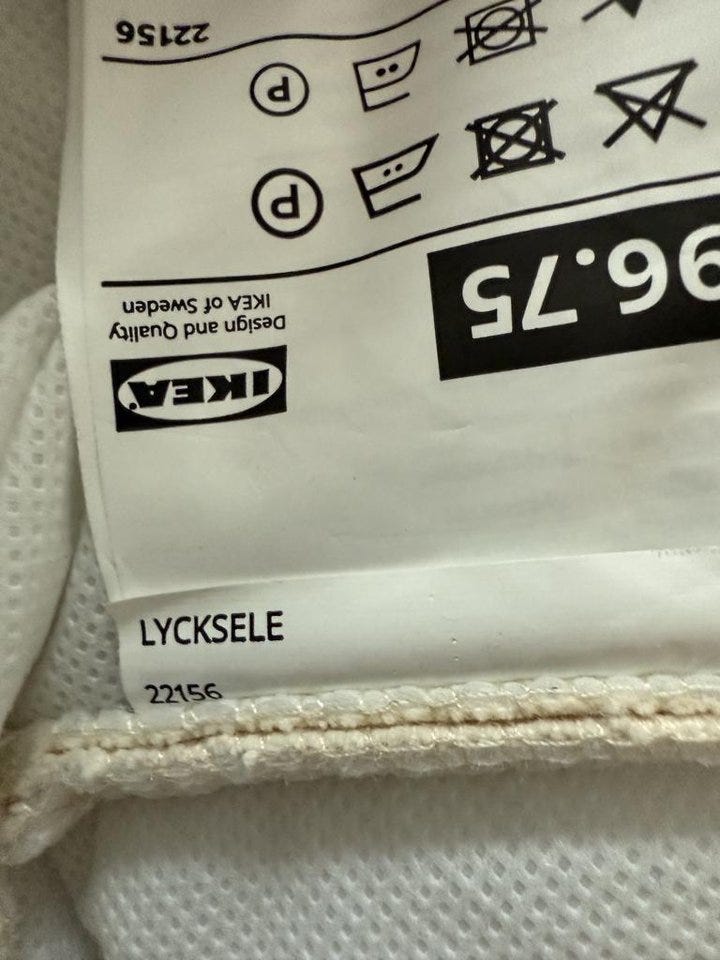 22156
P
P
96.75
Design and Quality
IKEA of Sweden
IKEA
LYCKSELE
22156